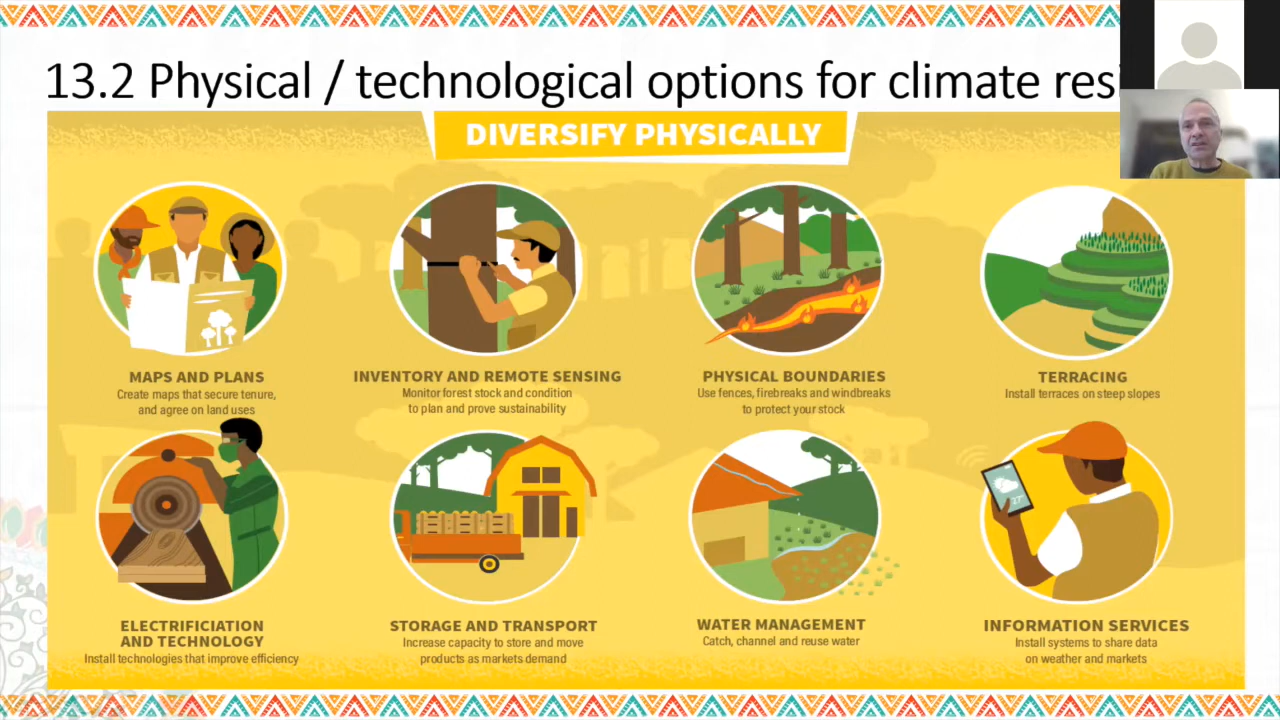 13.2 Physical / technological options for climate res
DIVERSIFY PHYSICALLY
MAPS AND PLANS
Create maps that secure tenure,
and agree on land uses
INVENTORY AND REMOTE SENSING
Monitor forest stock and condition
to plan and prove sustainability
PHYSICAL BOUNDARIES
Use fences, firebreaks and windbreaks
to protect your stock
TERRACING
Install terraces on steep slopes
ELECTRIFICIATION
AND TECHNOLOGY
Install technologies that improve efficiency
STORAGE AND TRANSPORT
Increase capacity to store and move
products as markets demand
WATER MANAGEMENT
Catch, channel and reuse water
INFORMATION SERVICES
Install systems to share data
on weather and markets